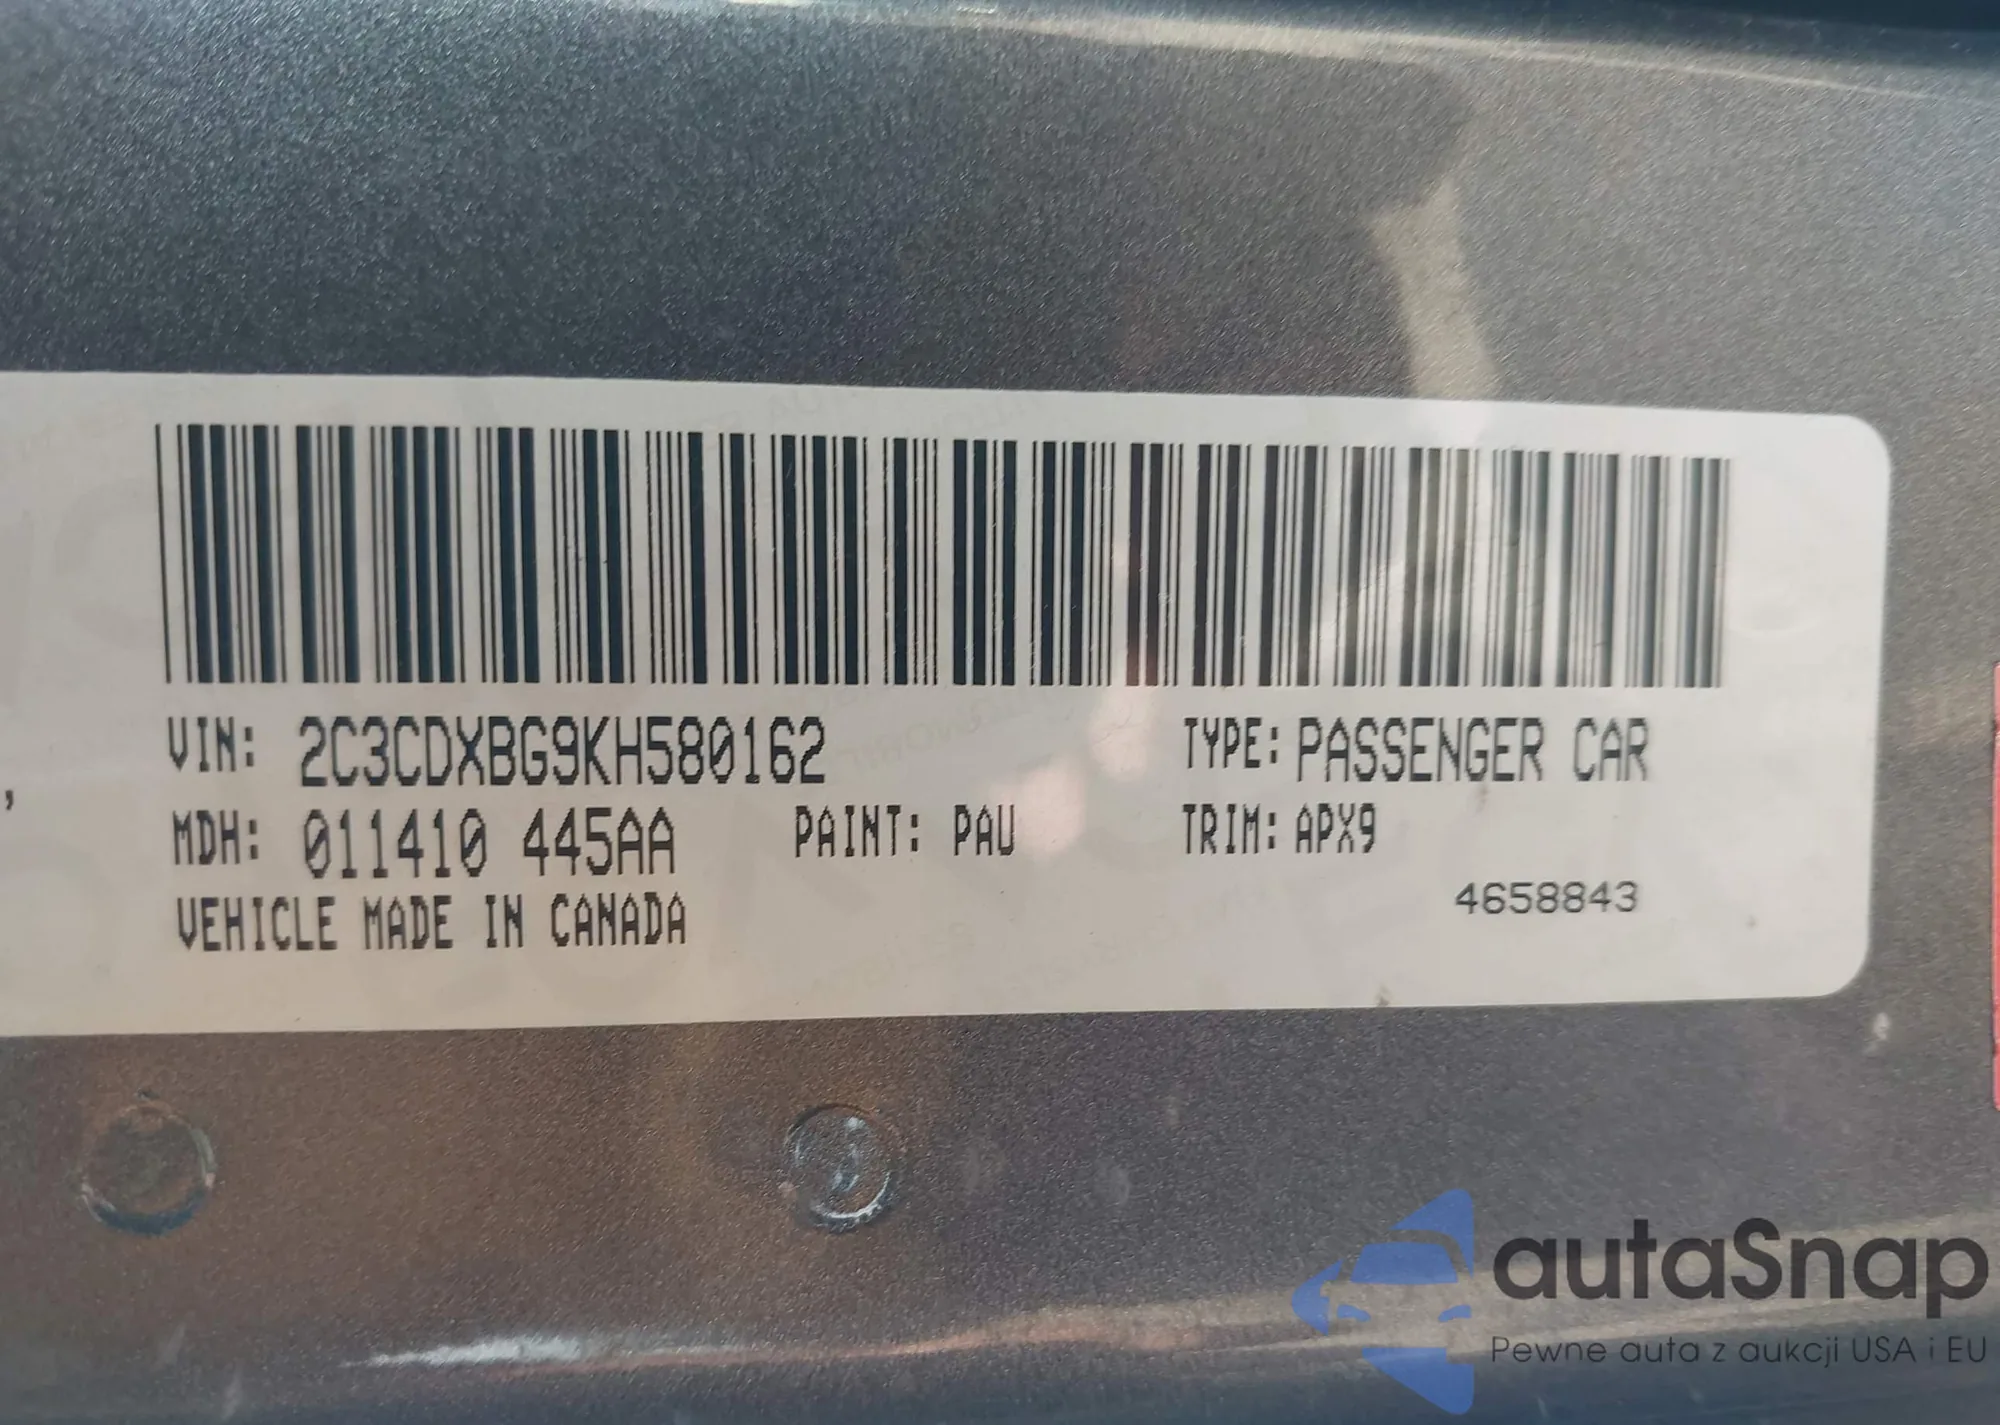 VIN: 2C3CDXBG9KH580162 TYPE: PASSENGER CAR
MDH: 011410 445AA PAINT: PAU TRIM: APX9
VEHICLE MADE IN CANADA 4658843
autaSnap
Pewne auta z aukcji USA i EU